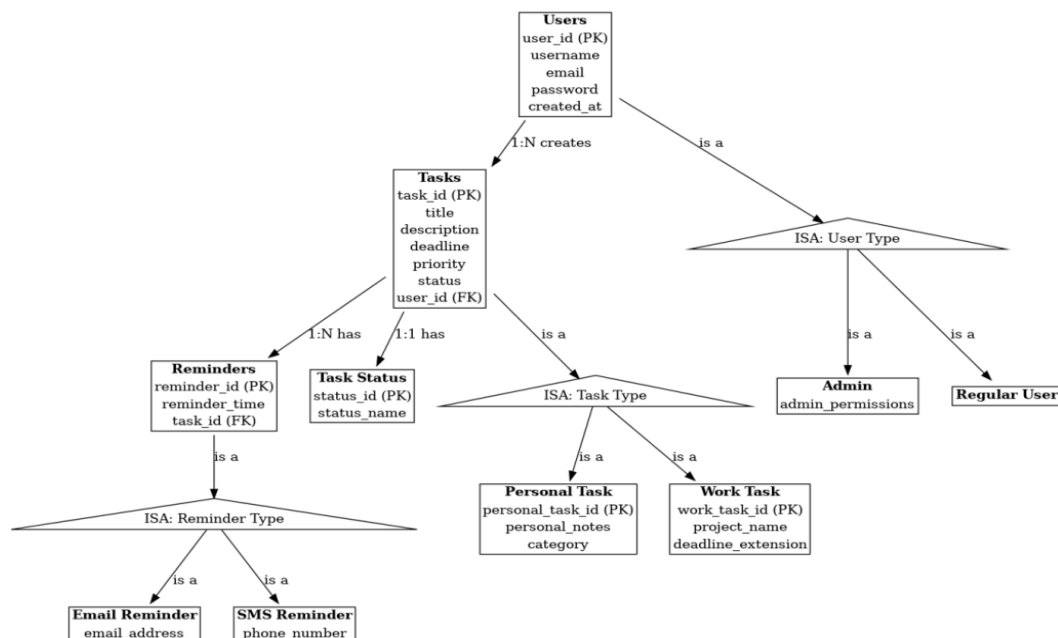 Users
user_id (PK)
username
email
password
created_at
1:N creates
is a
Tasks
task_id (PK)
title
description
deadline
priority
status
user_id (FK)
ISA: User Type
1:N has
1:1 has
is a
is a
is a
Reminders
reminder_id (PK)
reminder_time
task_id (FK)
Task Status
status_id (PK)
status_name
ISA: Task Type
Admin
admin_permissions
Regular User
is a
is a
is a
ISA: Reminder Type
Personal Task
personal_task_id (PK)
personal_notes
category
Work Task
work_task_id (PK)
project_name
deadline_extension
is a
is a
Email Reminder
email_address
SMS Reminder
phone_number